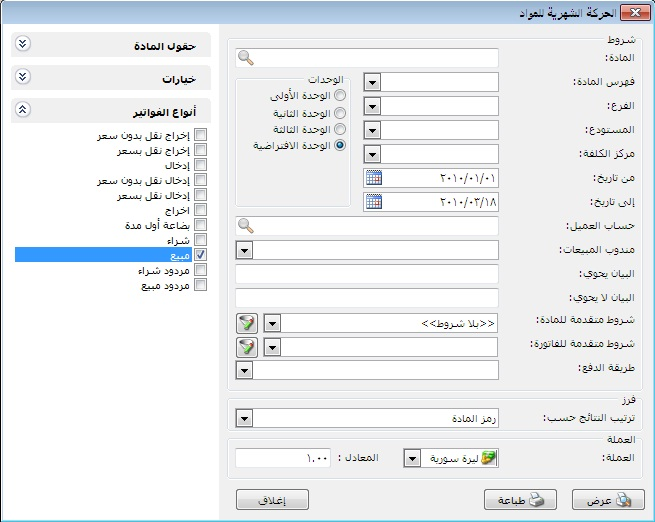 الحركة الشهرية للمواد
شروط
المادة:
فهرس المادة:
الفرع:
المستودع:
مركز الكلفة:
من تاريخ: ٢٠١٠/٠١/٠١
إلى تاريخ: ٢٠١٠/٠٣/١٨
الوحدات
الوحدة الأولى
الوحدة الثانية
الوحدة الثالثة
الوحدة الافتراضية
حساب العميل:
مندوب المبيعات:
البيان يحوي:
البيان لا يحوي:
شروط متقدمة للمادة: <<بلا شروط>>
شروط متقدمة للفاتورة:
طريقة الدفع:
فرز
ترتيب النتائج حسب: رمز المادة
العملة
العملة: ليرة سورية المعادل : ١.٠٠
عرض طباعة إغلاق
حقول المادة
خيارات
أنواع الفواتير
إخراج نقل بدون سعر
إخراج نقل بسعر
إدخال
إدخال نقل بدون سعر
إدخال نقل بسعر
اخراج
بضاعة أول مدة
شراء
مبيع
مردود شراء
مردود مبيع